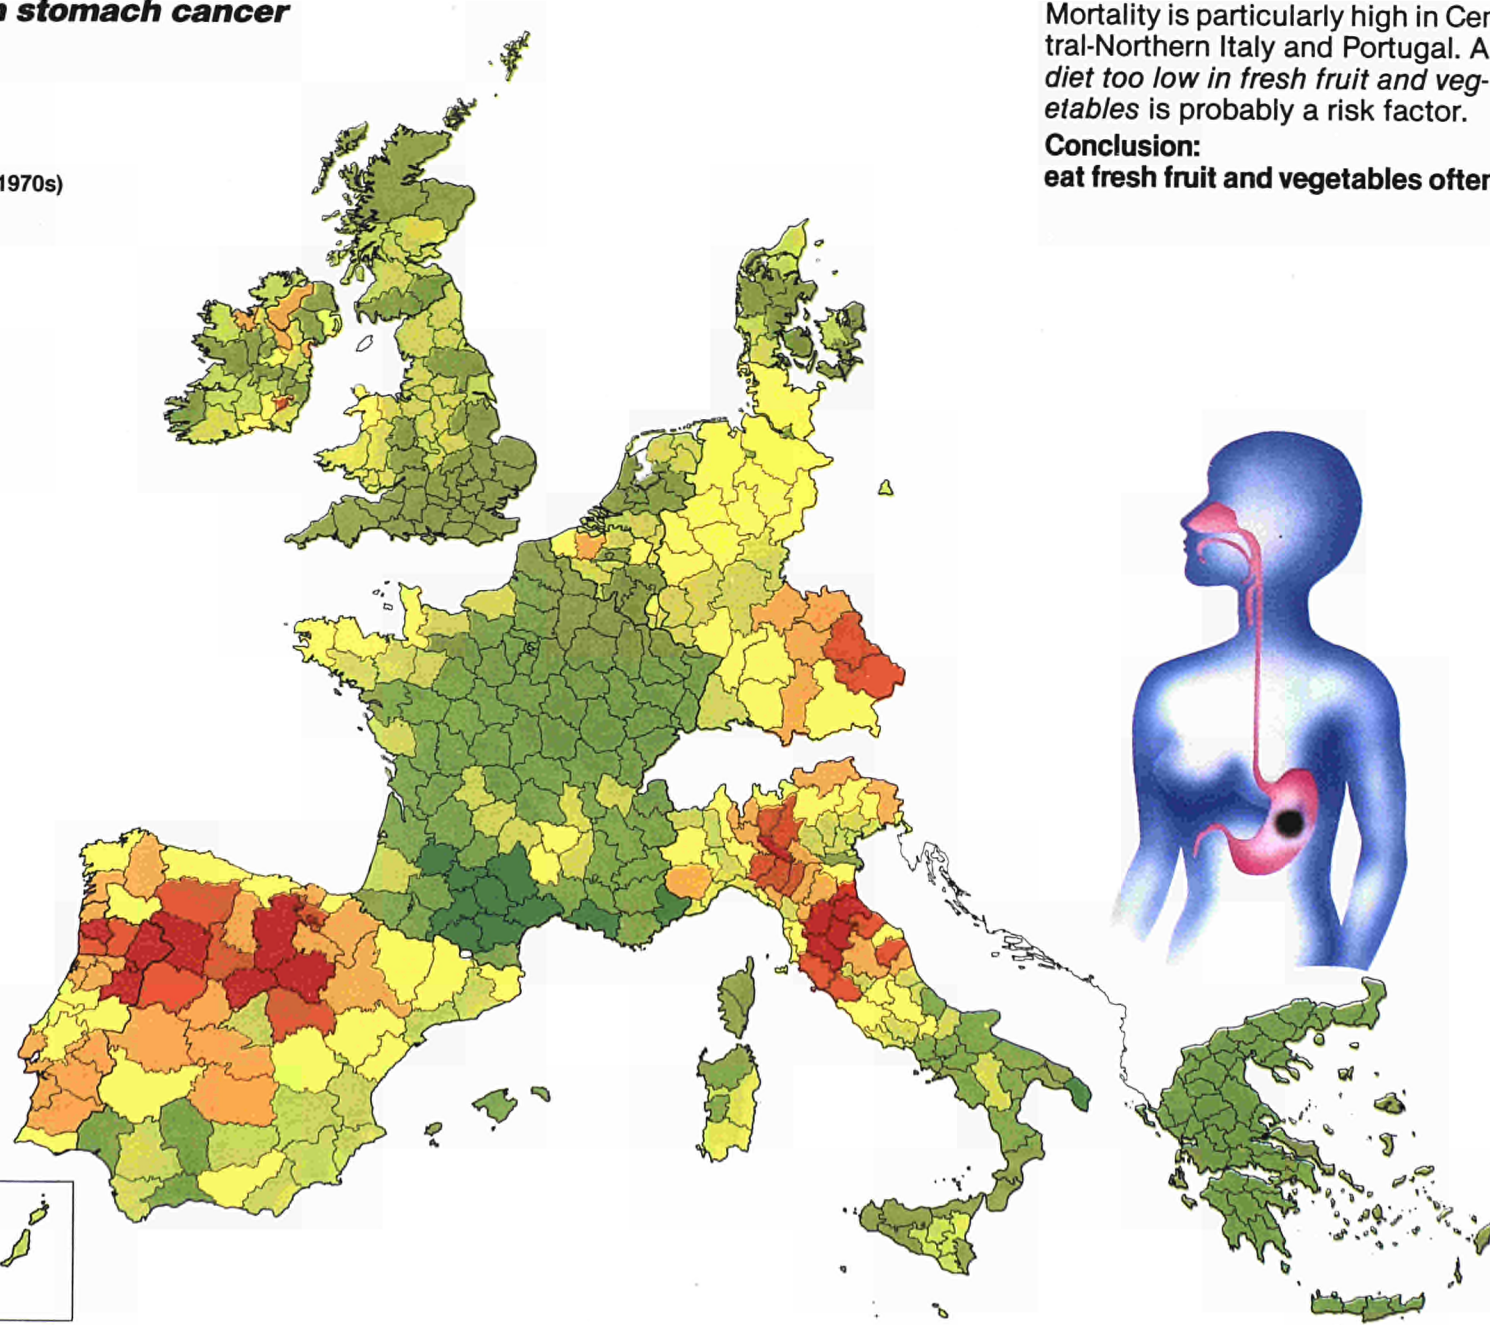 stomach cancer
1970s)
Mortality is particularly high in Cen
tral-Northern Italy and Portugal. A
diet too low in fresh fruit and veg-
etables is probably a risk factor.
Conclusion:
eat fresh fruit and vegetables often